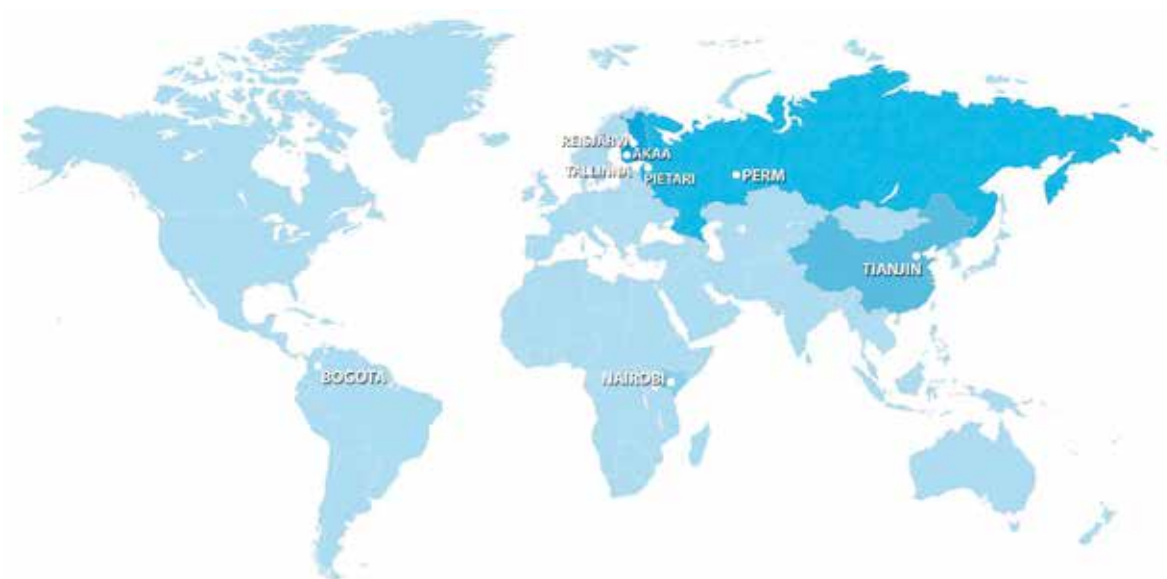 REISJÄRVI
AKAA
TALLINNA
PIETARI
PERM
TIANJIN
BOGOTA
NAIROBI